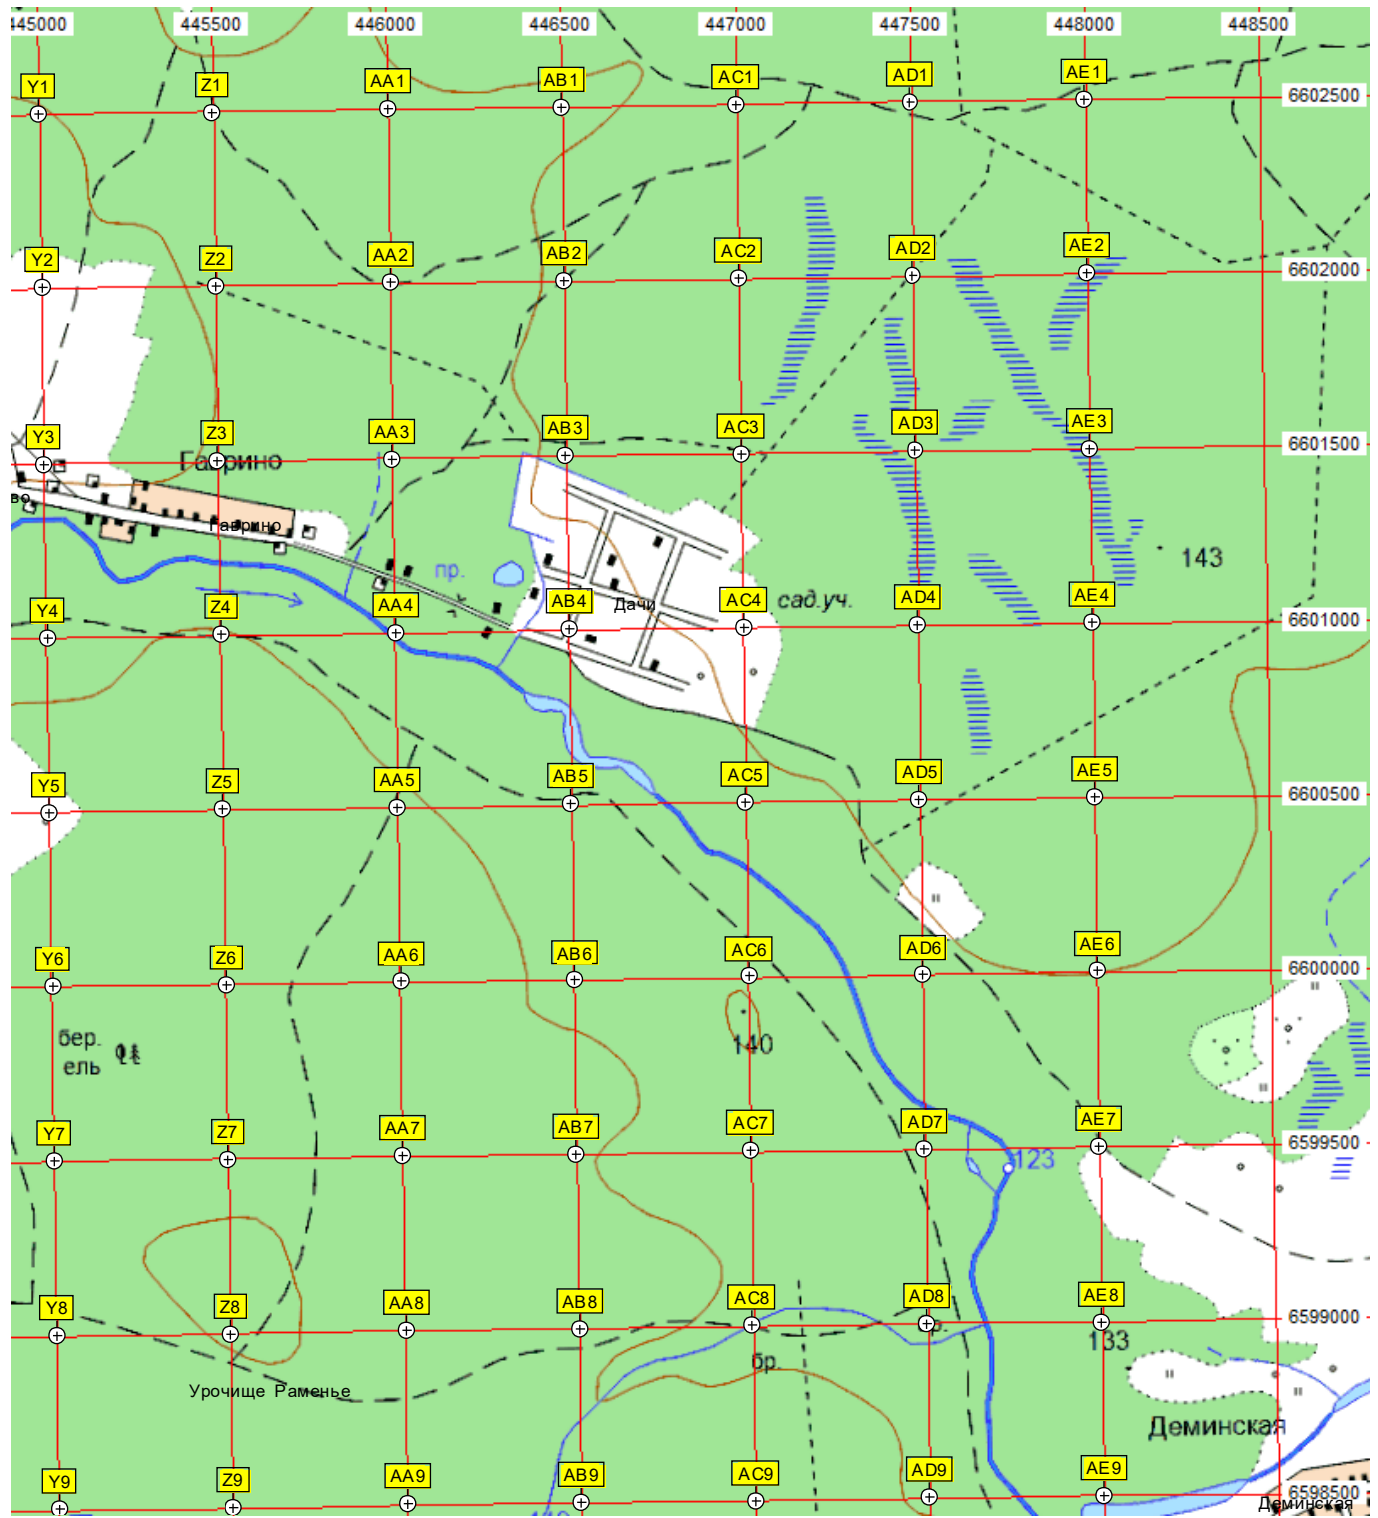 445000 445500 446000 446500 447000 447500 448000 448500
Y1 Z1 AA1 AB1 AC1 AD1 AE1
6602500
Y2 Z2 AA2 AB2 AC2 AD2 AE2
6602000
Y3 Z3 AA3 AB3 AC3 AD3 AE3
6601500
Гаврино
во
Гаврино
143
пр.
Y4 Z4 AA4 AB4 Дачи AC4 сад.уч. AD4 AE4
6601000
Y5 Z5 AA5 AB5 AC5 AD5 AE5
6600500
Y6 Z6 AA6 AB6 AC6 AD6 AE6
6600000
бер.
ель
140
Y7 Z7 AA7 AB7 AC7 AD7 AE7
6599500
123
Y8 Z8 AA8 AB8 AC8 AD8 AE8
6599000
р.
133
бр.
Урочище Раменье
Деминская
Y9 Z9 AA9 AB9 AC9 AD9 AE9
6598500
Деминская